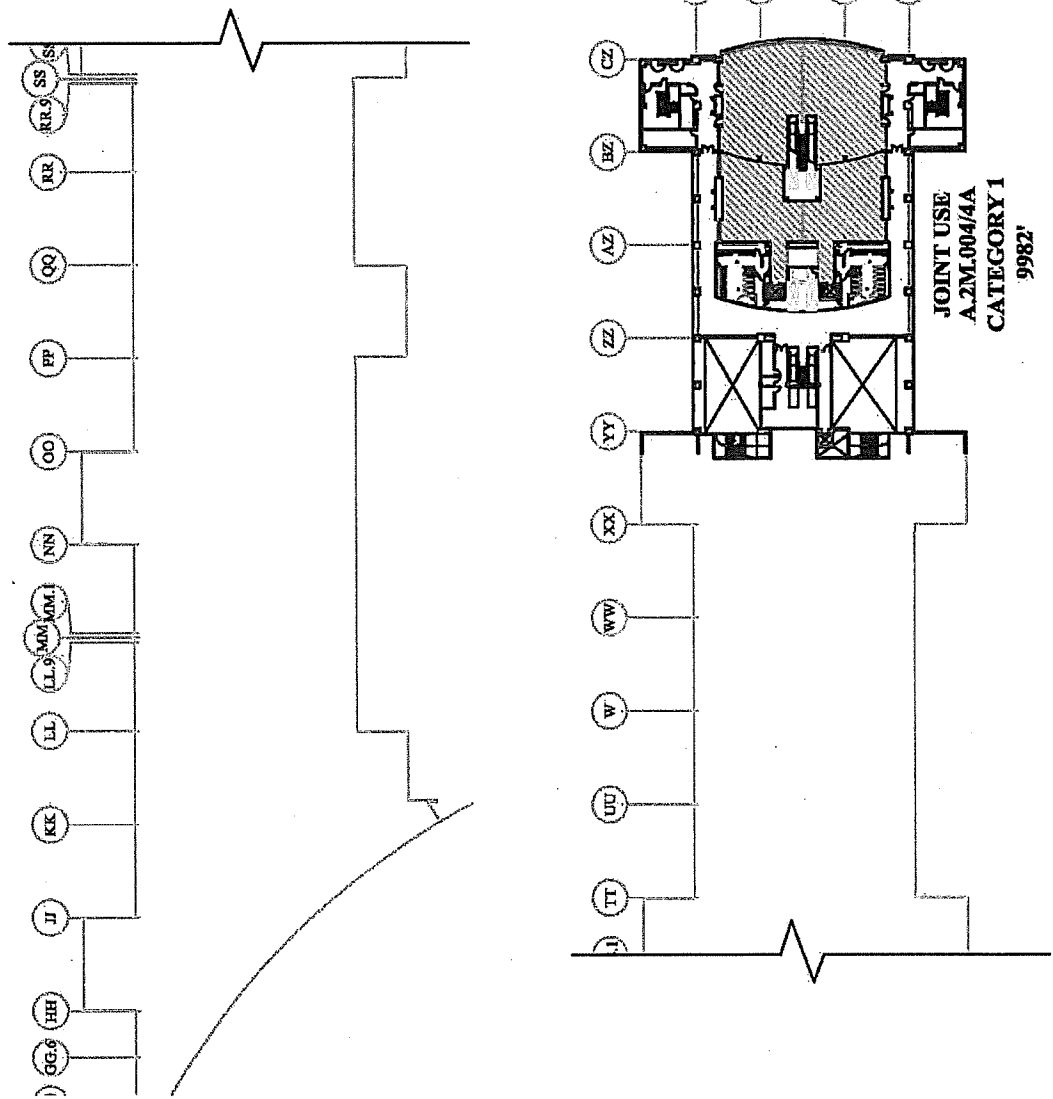 SS
RR.9
RR
QQ
PP
OO
NN
MM.1
MM
LL.9
LL
KK
JJ
HH
GG.6
CZ
BZ
AZ
ZZ
YY
XX
WW
W
UU
TT
JOINT USE
A.2M.004/4A
CATEGORY 1
9982'